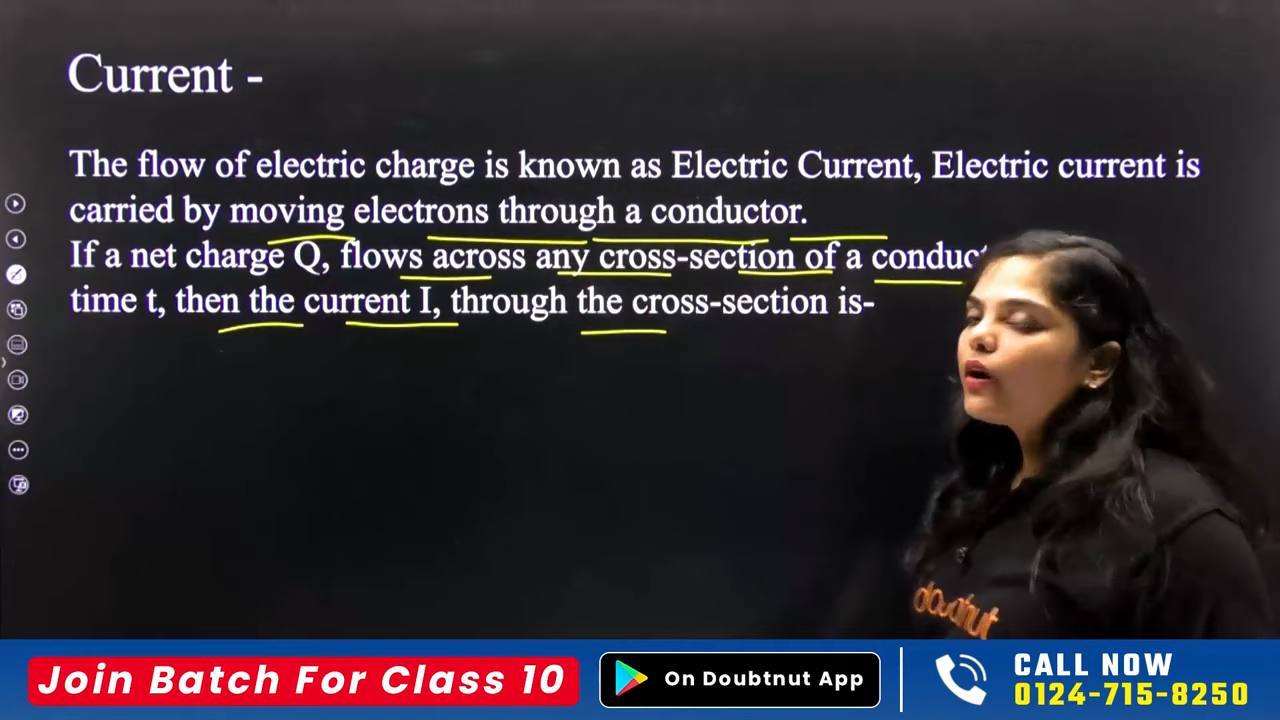 Current -
The flow of electric charge is known as Electric Current, Electric current is
carried by moving electrons through a conductor.
If a net charge Q, flows across any cross-section of a
time t, then the current I, through the cross-section is-
doubtnut
Join Batch For Class 10
On Doubtnut App
CALL NOW
0124-715-8250